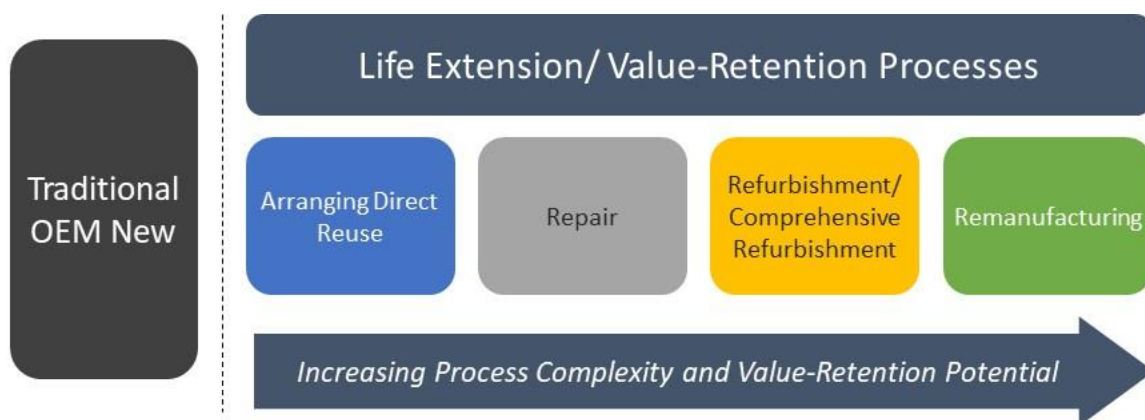 Traditional
OEM New
Life Extension/ Value-Retention Processes
Arranging Direct
Reuse
Repair
Refurbishment/
Comprehensive
Refurbishment
Remanufacturing
Increasing Process Complexity and Value-Retention Potential